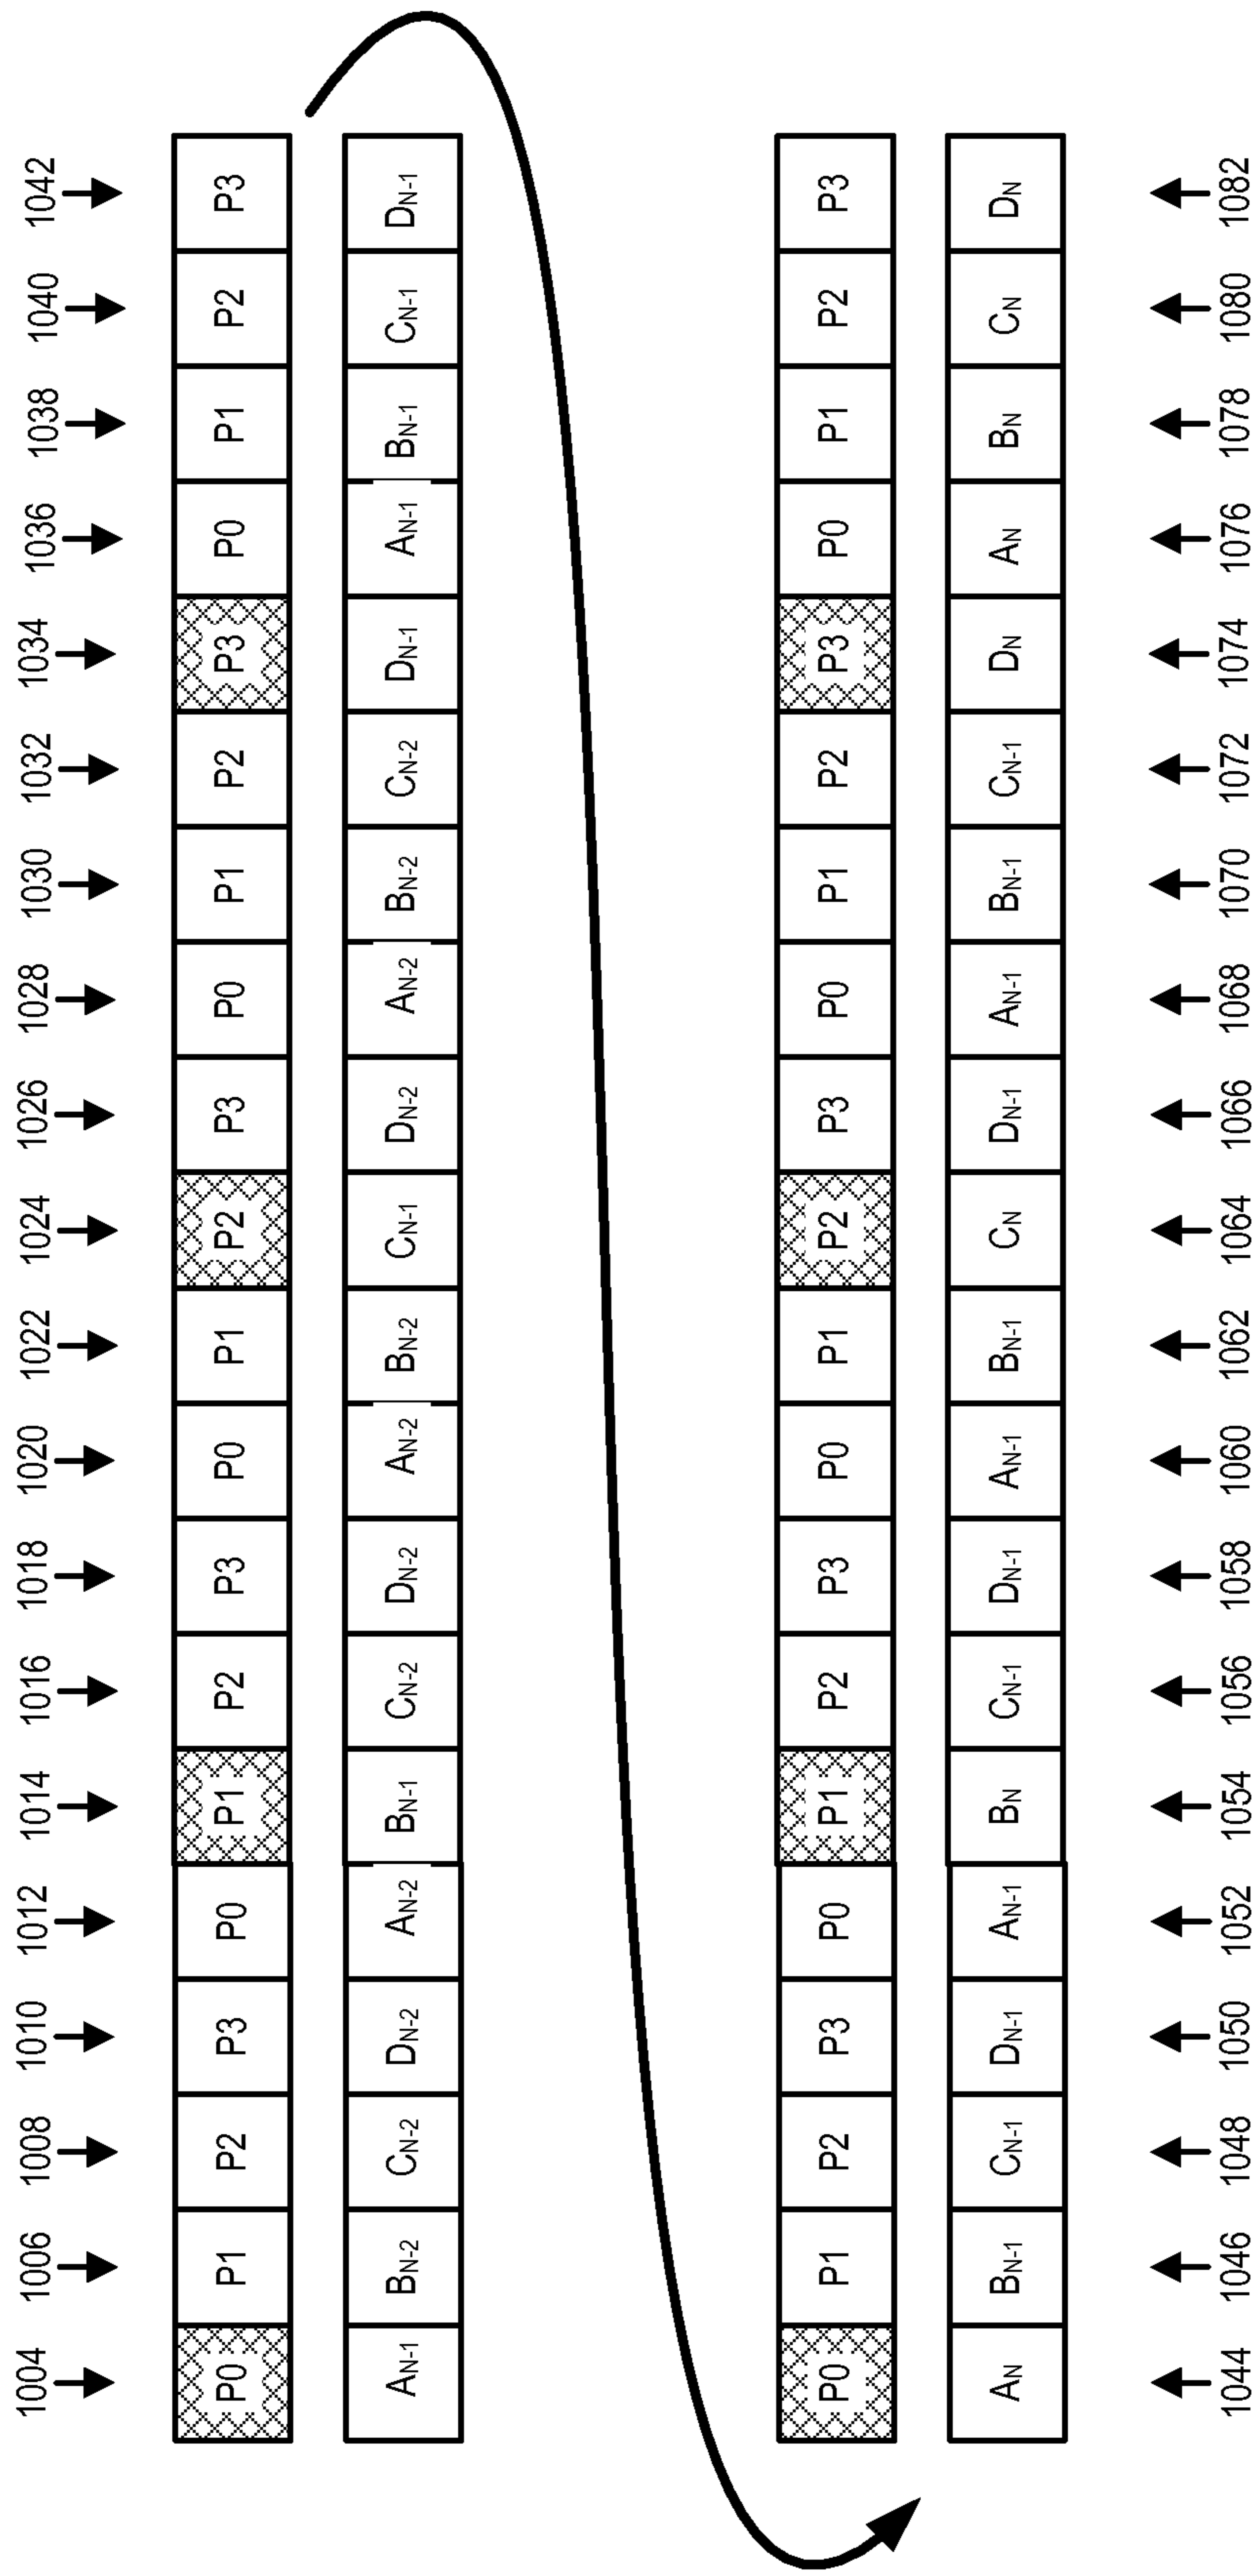 1004 1006 1008 1010 1012 1014 1016 1018 1020 1022 1024 1026 1028 1030 1032 1034 1036 1038 1040 1042
P0 P1 P2 P3 P0 P1 P2 P3 P0 P1 P2 P3 P0 P1 P2 P3 P0 P1 P2 P3
AN-1 BN-2 CN-2 DN-2 AN-2 BN-1 CN-2 DN-2 AN-2 BN-2 CN-1 DN-2 AN-2 BN-2 CN-2 DN-1 AN-1 BN-1 CN-1 DN-1
P0 P1 P2 P3 P0 P1 P2 P3 P0 P1 P2 P3 P0 P1 P2 P3 P0 P1 P2 P3
AN BN-1 CN-1 DN-1 AN-1 BN CN-1 DN-1 AN-1 BN-1 CN DN-1 AN-1 BN-1 CN-1 DN AN BN CN DN
1044 1046 1048 1050 1052 1054 1056 1058 1060 1062 1064 1066 1068 1070 1072 1074 1076 1078 1080 1082